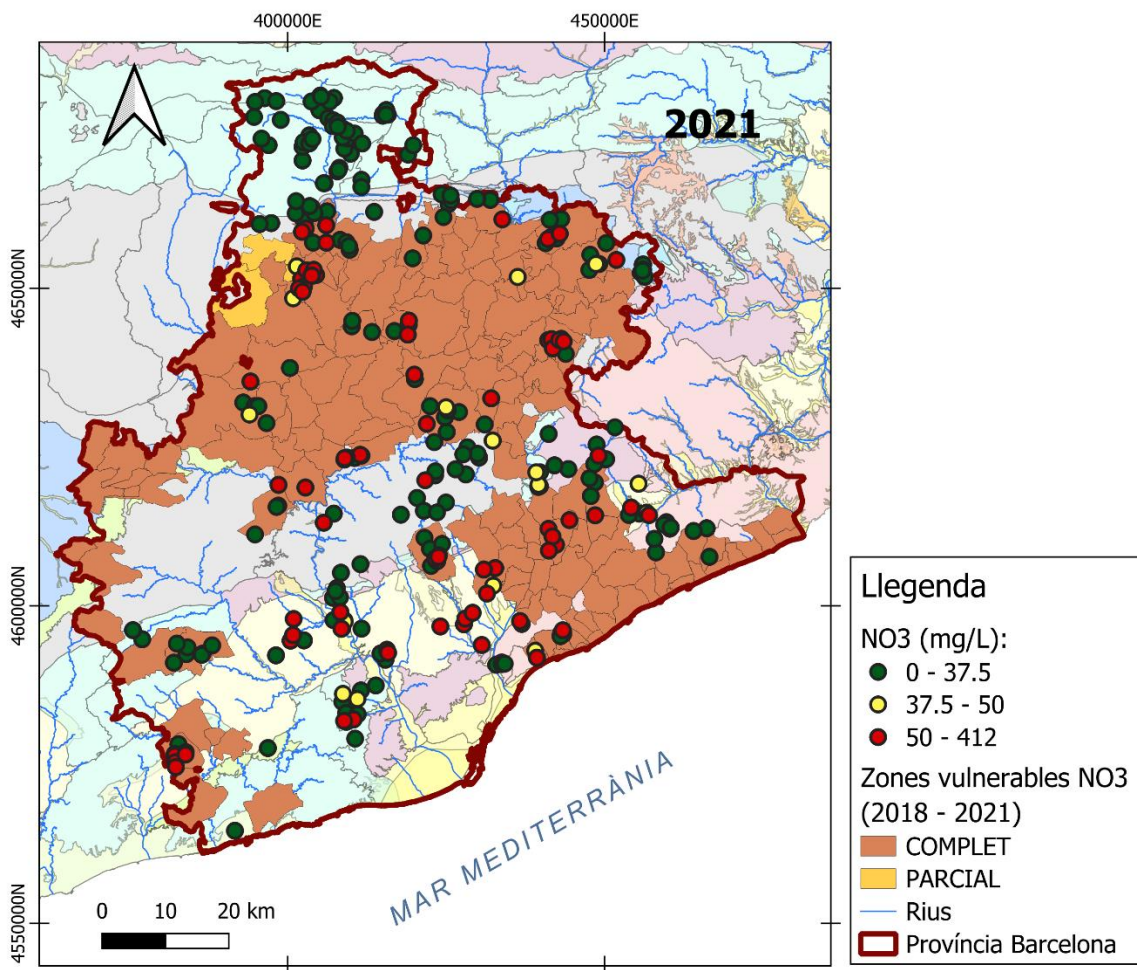 400000E
450000E
2021
4650000N
4600000N
4550000N
MAR MEDITERRÀNIA
0 10 20 km
Llegenda
NO3 (mg/L):
0 - 37.5
37.5 - 50
50 - 412
Zones vulnerables NO3
(2018 - 2021)
COMPLET
PARCIAL
Rius
Província Barcelona